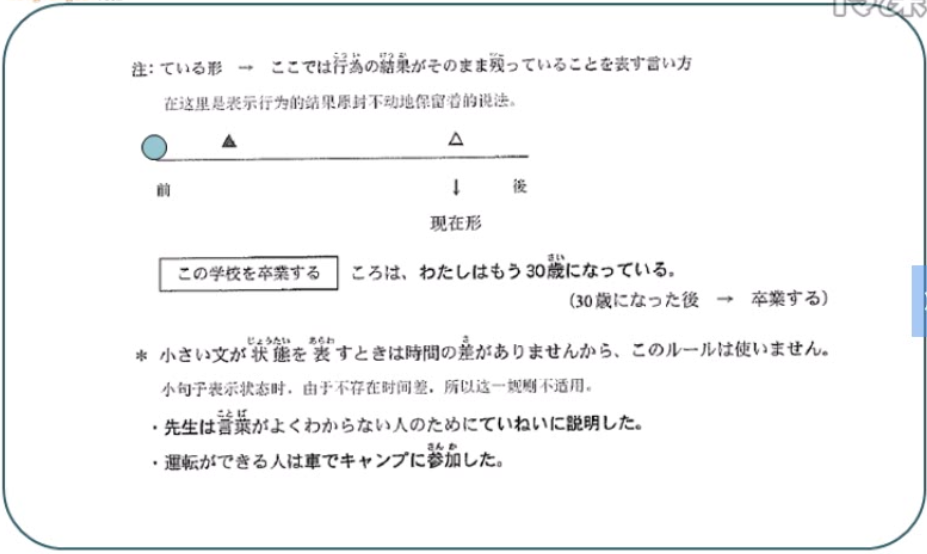 注：ている形 → ここでは行為の結果がそのまま残っていることを表す言い方
在这里是表示行为的结果原封不动地保留着的说法。
前
↓
後
現在形
この学校を卒業する ころは、わたしはもう30歳になっている。
（30歳になった後 → 卒業する）
＊ 小さい文が状態を表すときは時間の差がありませんから、このルールは使いません。
小句子表示状态时，由于不存在时间差，所以这一规则不适用。
・先生は言葉がよくわからない人のためにていねいに説明した。
・運転ができる人は車でキャンプに参加した。